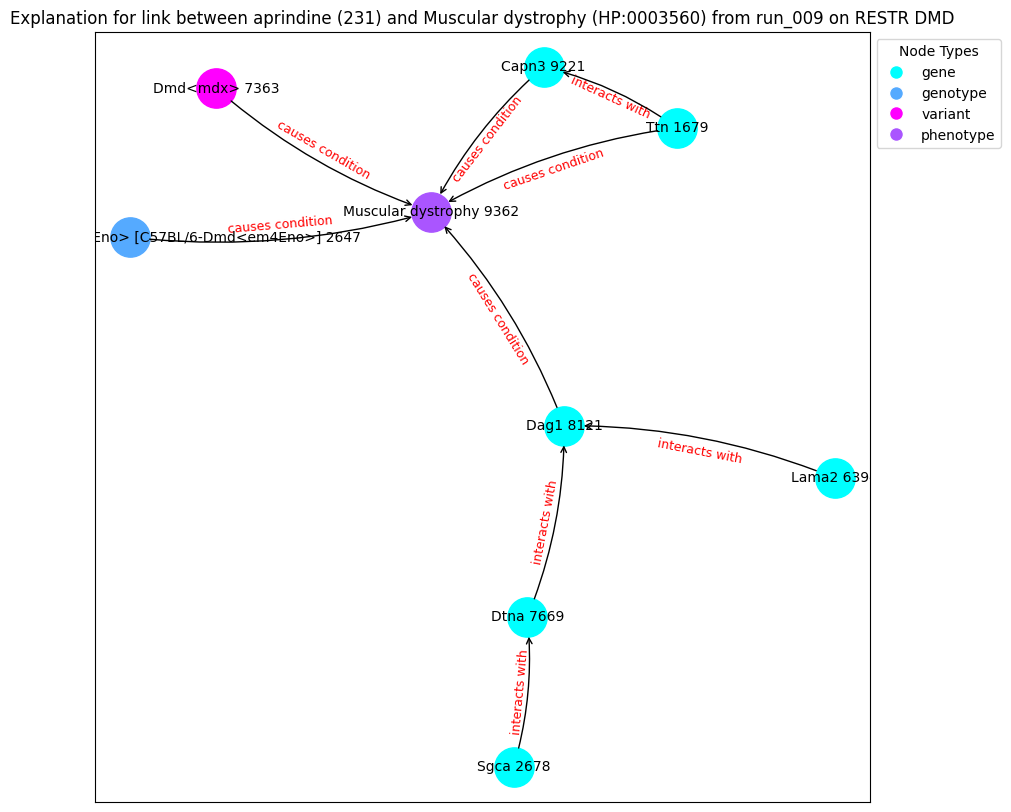 Explanation for link between aprindine (231) and Muscular dystrophy (HP:0003560) from run_009 on RESTR DMD
Node Types
gene
genotype
variant
phenotype
Capn3 9221
Dmd<mdx> 7363
interacts with
Ttn 1679
causes condition
causes condition
causes condition
Muscular dystrophy 9362
causes condition
Eno> [C57BL/6-Dmd<em4Eno>] 2647
causes condition
Dag1 8121
interacts with
Lama2 639
interacts with
Dtna 7669
interacts with
Sgca 2678